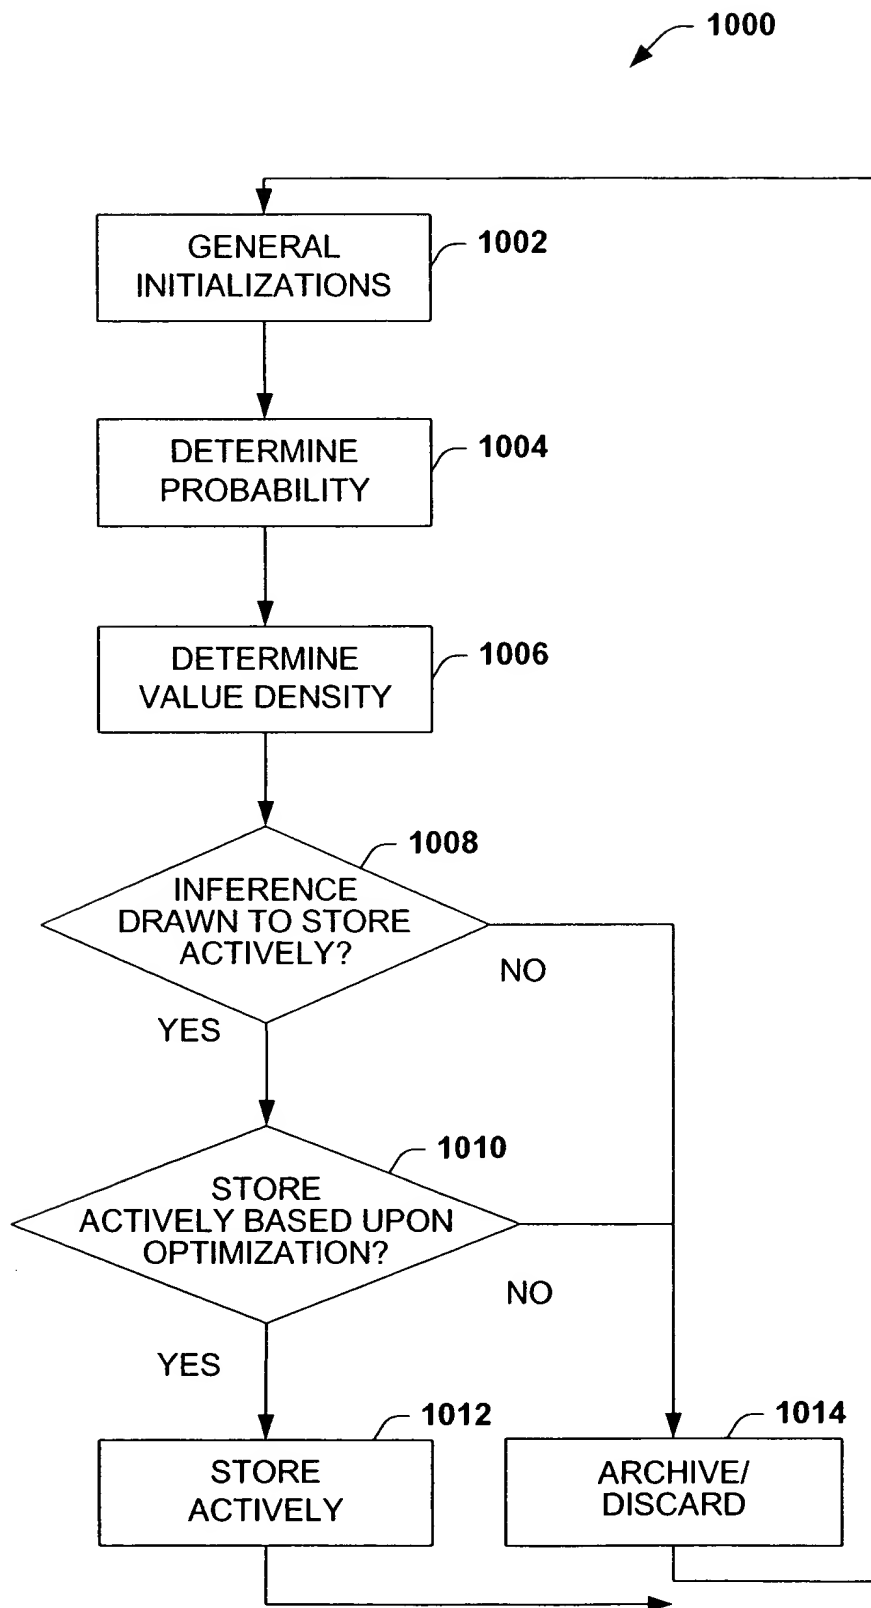 1000
GENERAL
INITIALIZATIONS
1002
DETERMINE
PROBABILITY
1004
DETERMINE
VALUE DENSITY
1006
1008
INFERENCE
DRAWN TO STORE
ACTIVELY?
NO
YES
1010
STORE
ACTIVELY BASED UPON
OPTIMIZATION?
NO
YES
1012
STORE
ACTIVELY
1014
ARCHIVE/
DISCARD